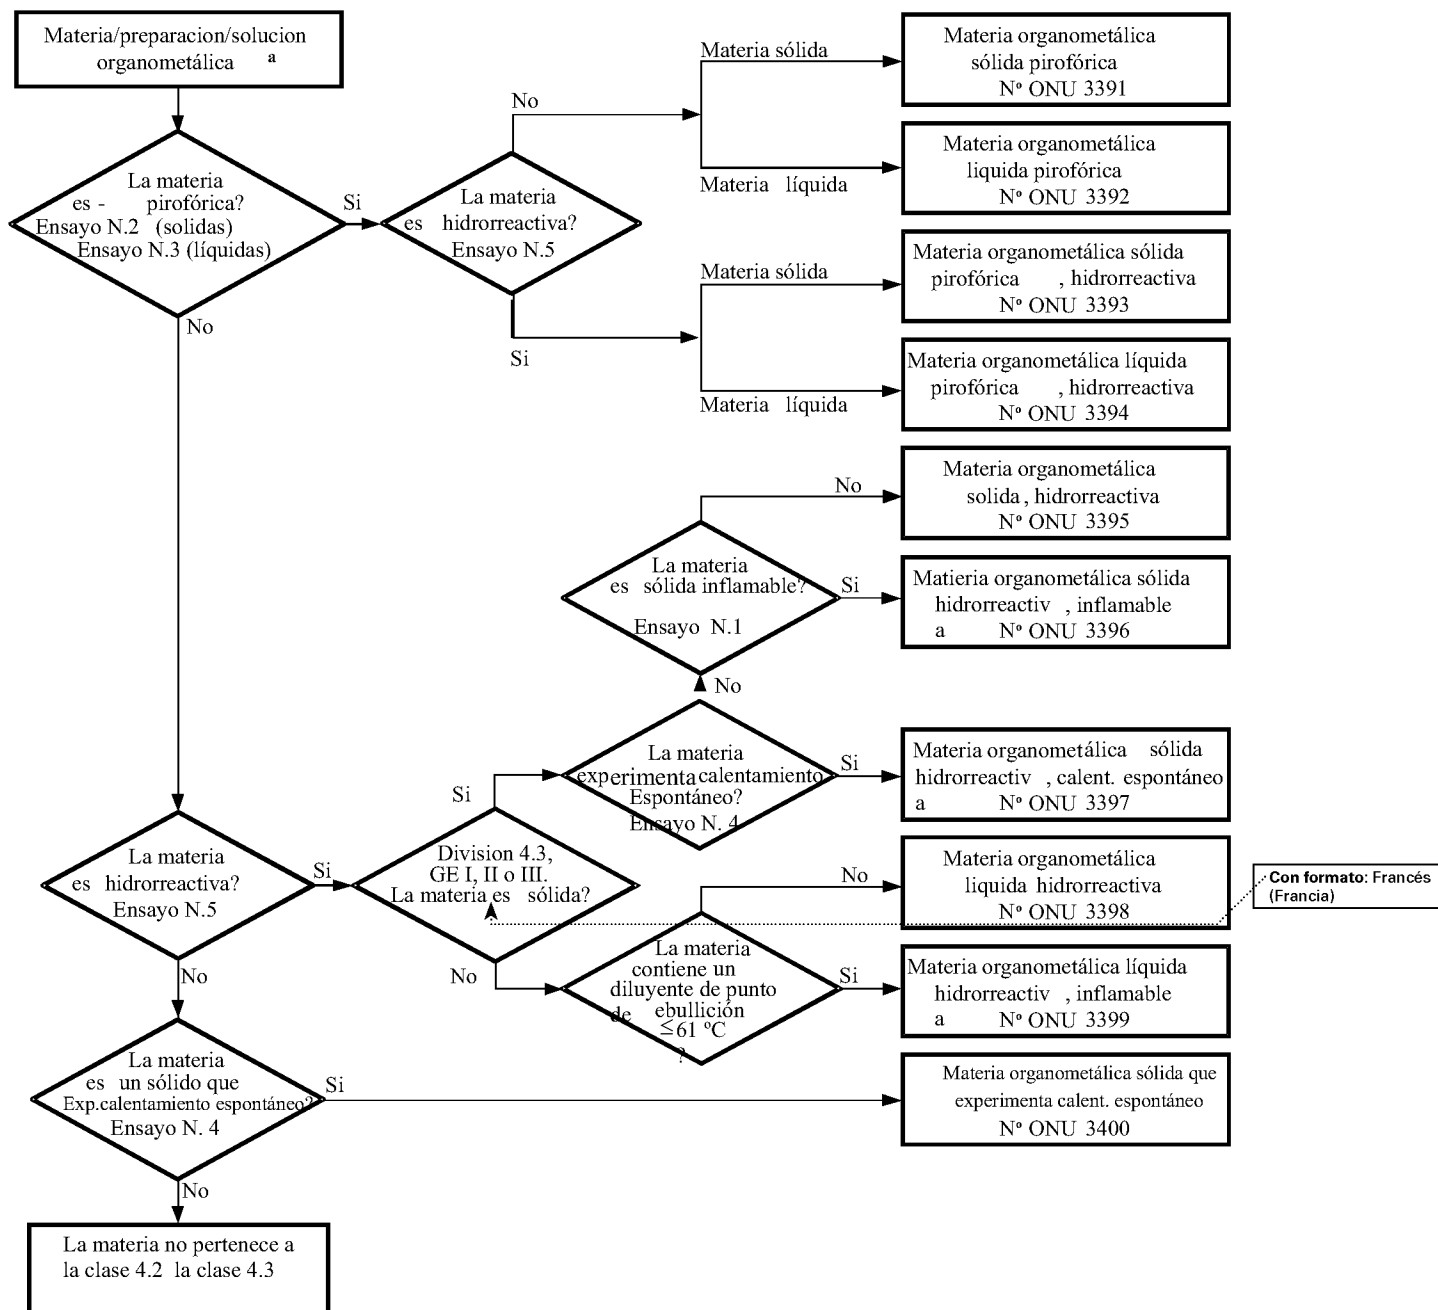 Materia/preparacion/solucion
organometálica a
La materia
es - pirofórica?
Ensayo N.2 (solidas)
Ensayo N.3 (líquidas)
Si
No
La materia
es hidrorreactiva?
Ensayo N.5
No
Si
Materia sólida
Materia líquida
Materia sólida
Materia líquida
Materia organometálica
sólida pirofórica
Nº ONU 3391
Materia organometálica
liquida pirofórica
Nº ONU 3392
Materia organometálica sólida
pirofórica , hidrorreactiva
Nº ONU 3393
Materia organometálica líquida
pirofórica , hidrorreactiva
Nº ONU 3394
Materia organometálica
solida , hidrorreactiva
Nº ONU 3395
No
La materia
es sólida inflamable?
Ensayo N.1
Si
Matieria organometálica sólida
hidrorreactiv , inflamable
a Nº ONU 3396
No
La materia
experimenta calentamiento
Espontáneo?
Ensayo N. 4
Si
Materia organometálica sólida
hidrorreactiv , calent. espontáneo
a Nº ONU 3397
Si
La materia
es hidrorreactiva?
Ensayo N.5
Si
Division 4.3,
GE I, II o III.
La materia es sólida?
No
No
Materia organometálica
liquida hidrorreactiva
Nº ONU 3398
Con formato: Francés
(Francia)
La materia
contiene un
diluyente de punto
de ebullición
≤61 ºC
?
Si
Materia organometálica líquida
hidrorreactiv , inflamable
a Nº ONU 3399
No
La materia
es un sólido que
Exp.calentamiento espontáneo?
Ensayo N. 4
Si
Materia organometálica sólida que
experimenta calent. espontáneo
Nº ONU 3400
No
La materia no pertenece a
la clase 4.2 la clase 4.3